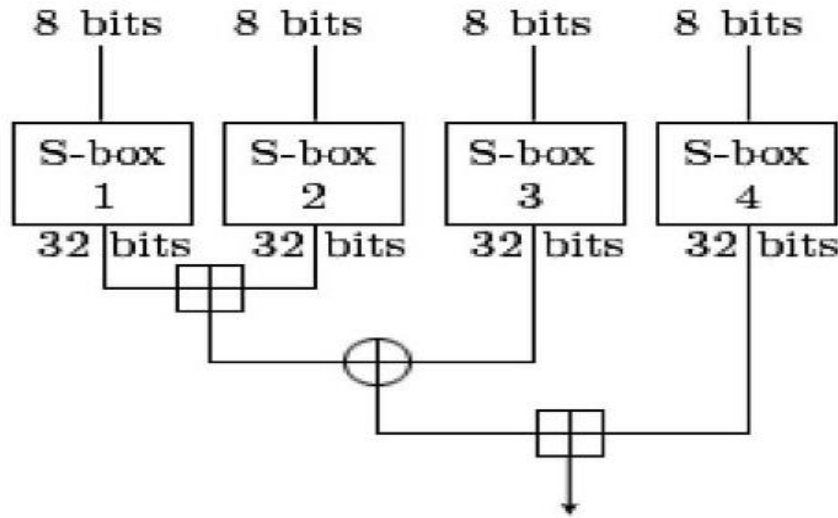 8 bits 8 bits 8 bits 8 bits
S-box S-box S-box S-box
1 2 3 4
32 bits 32 bits 32 bits 32 bits